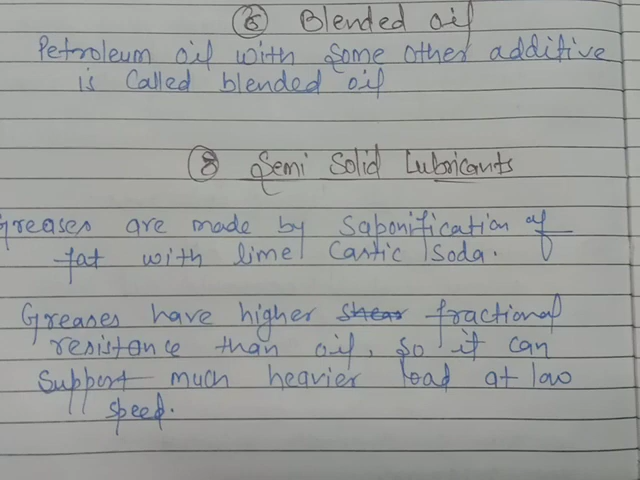 ⑥ Blended oil
Petroleum oil with some other additive
is Called blended oil
⑧ Semi Solid Lubricants
Greases are made by Saponification of
fat with lime Castic Soda.
Greases have higher shear fractional
resistance than oil, so it can
Support much heavier load at low
speed.